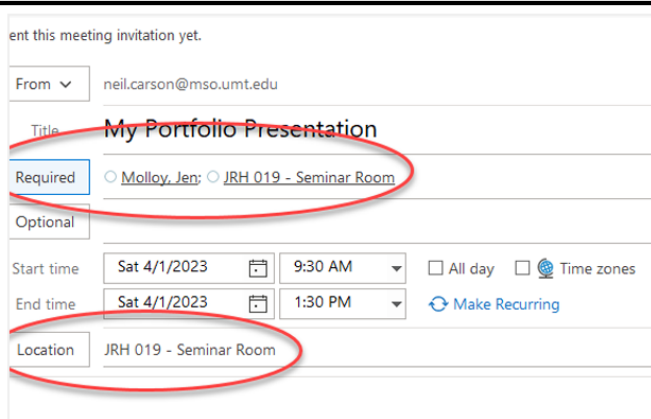 ent this meeting invitation yet.
From neil.carson@mso.umt.edu
Title My Portfolio Presentation
Required Molloy, Jen; JRH 019 - Seminar Room
Optional
Start time Sat 4/1/2023 9:30 AM All day Time zones
End time Sat 4/1/2023 1:30 PM Make Recurring
Location JRH 019 - Seminar Room